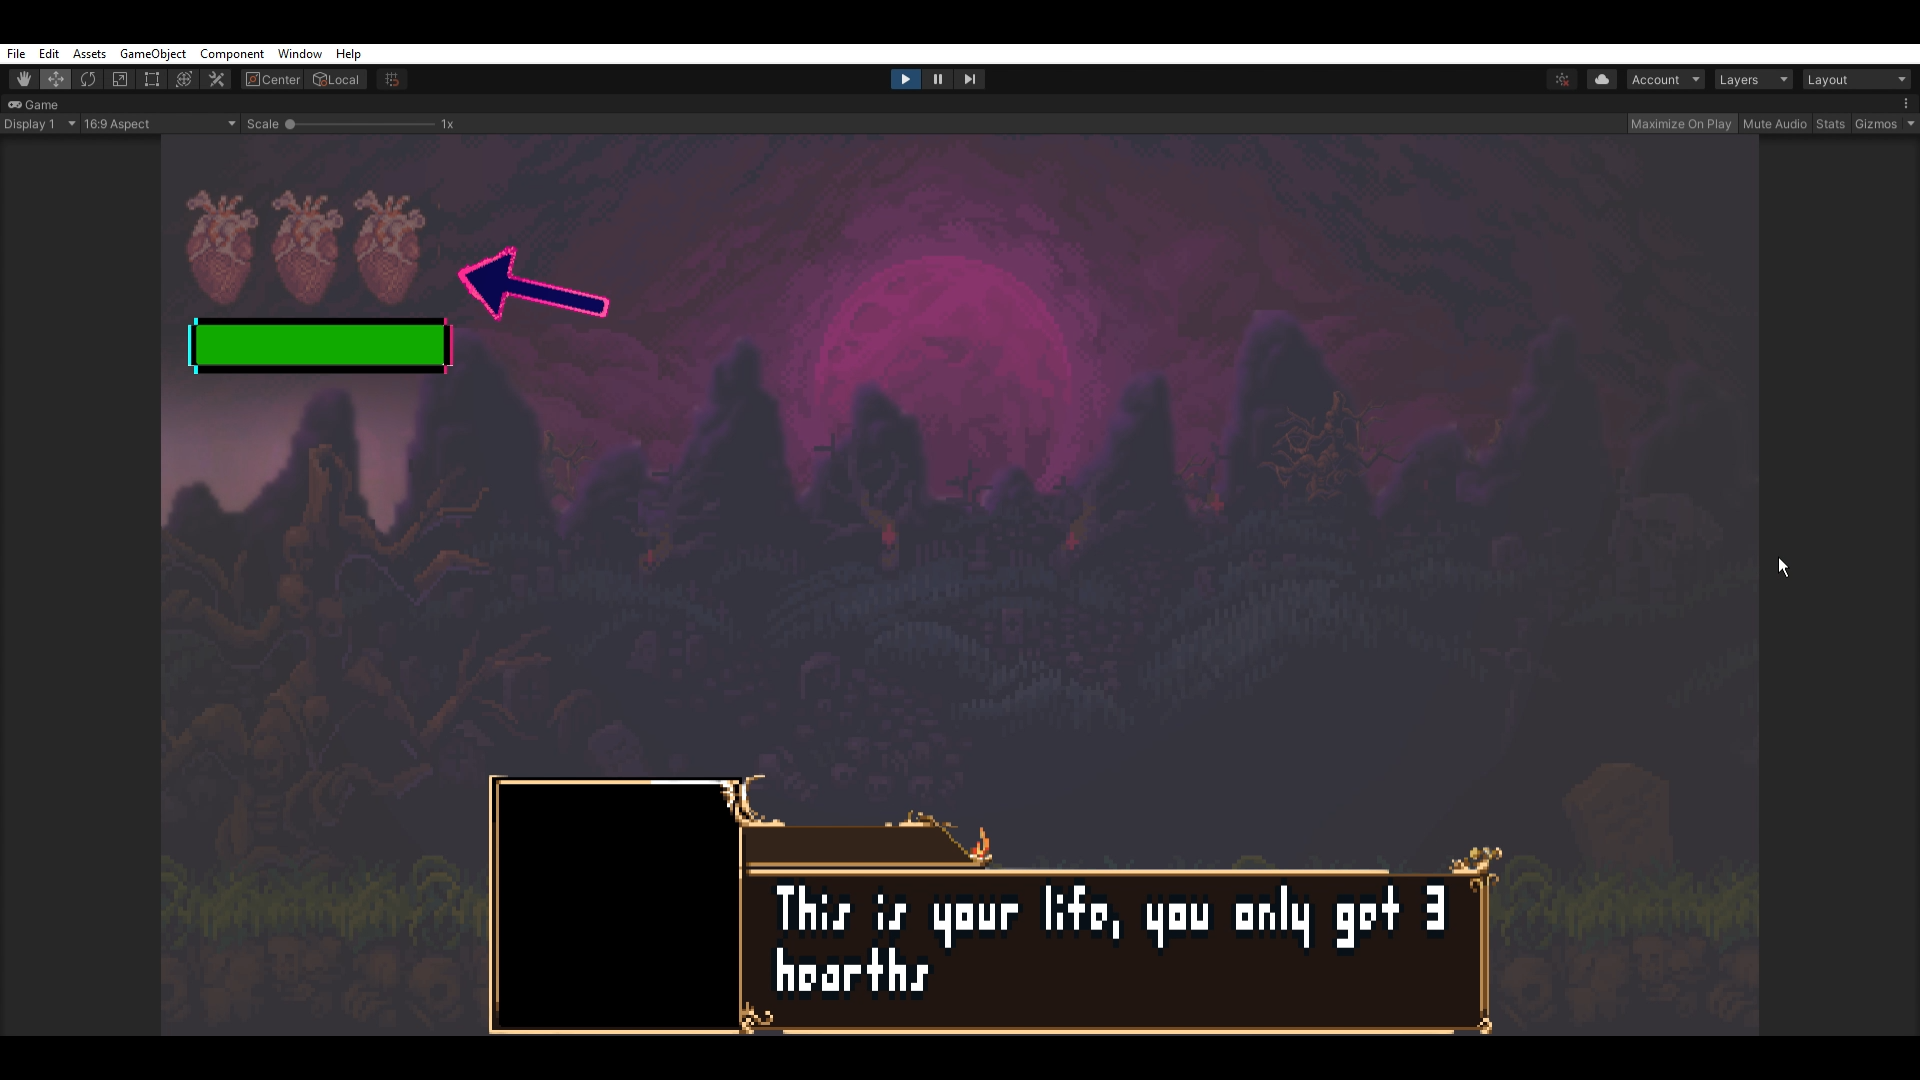 File Edit Assets GameObject Component Window Help
Center Local Account Layers Layout
Game
Display 1 16:9 Aspect Scale 1x Maximize On Play Mute Audio Stats Gizmos
This is your life, you only get 3
hearths